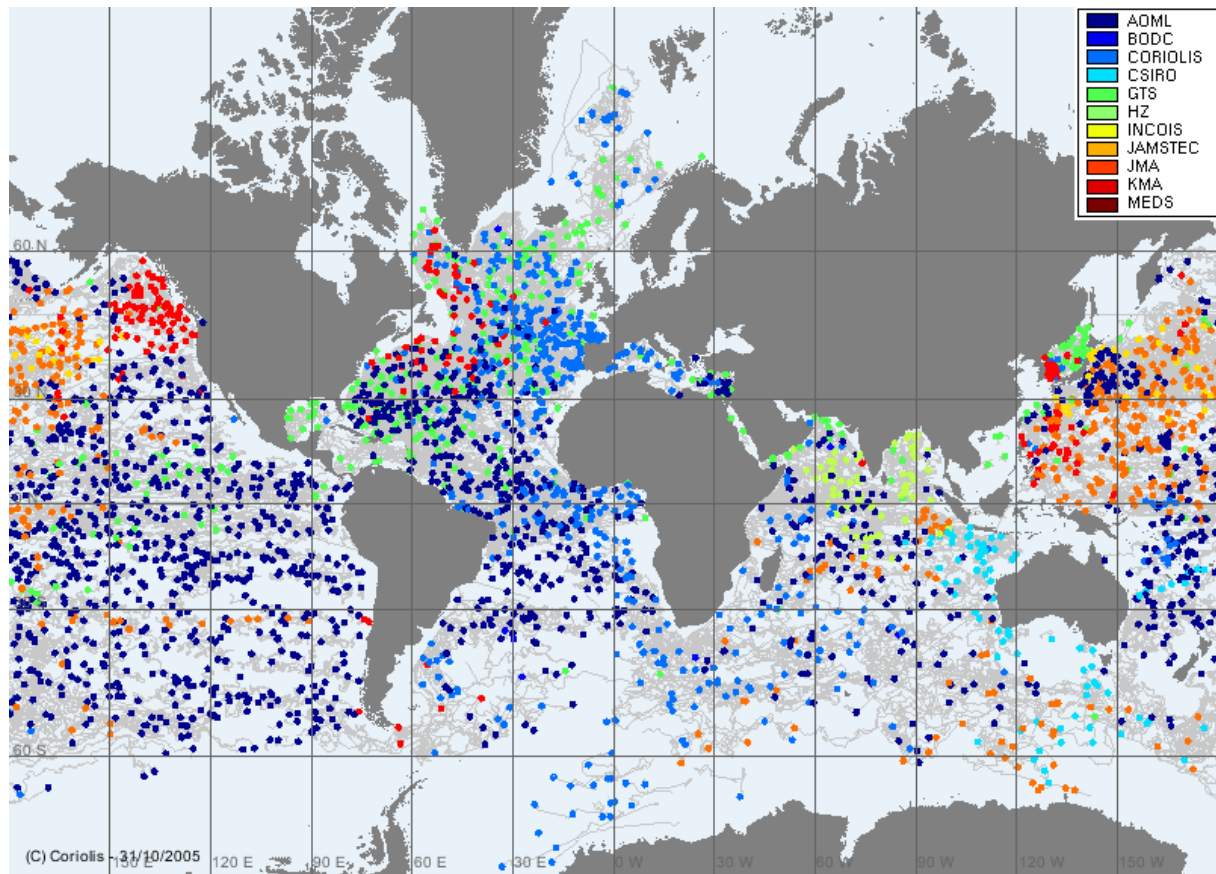 AOML
BODC
CORIOLIS
CSIRO
GTS
HZ
INCOIS
JAMSTEC
JMA
KMA
MEDS
60 N
60 S
(C) Coriolis - 31/10/2005
150 E
120 E
90 E
60 E
30 E
0 W
30 W
60 W
90 W
120 W
150 W